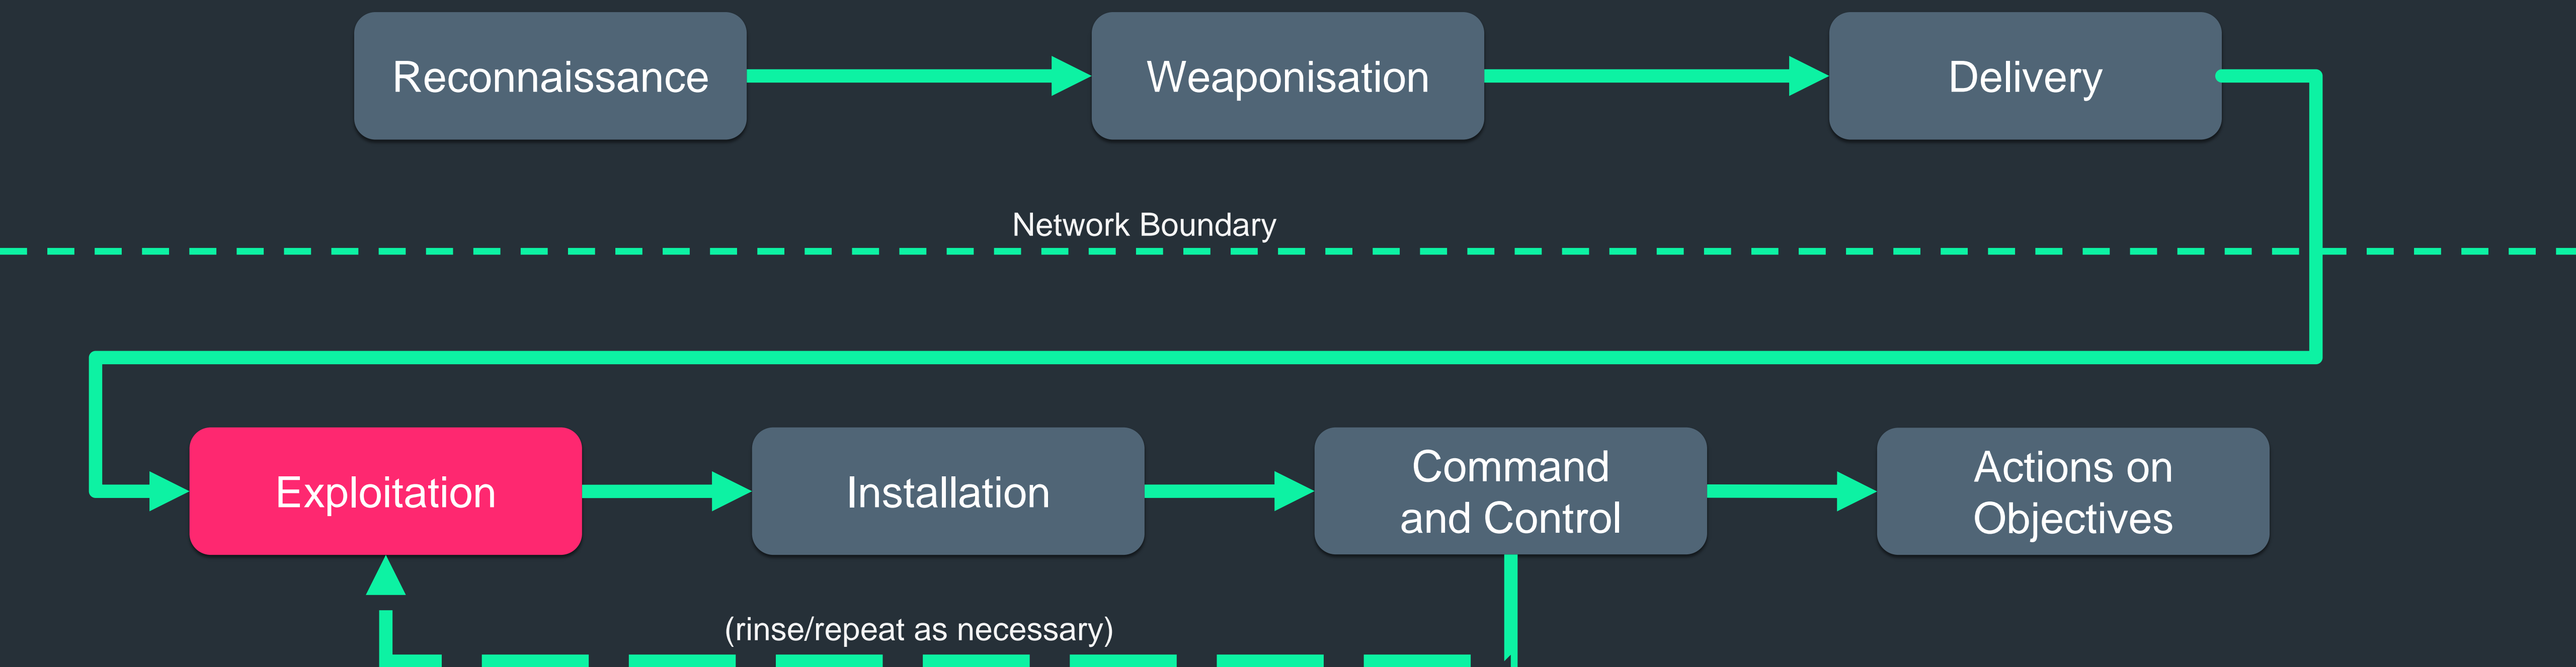 Reconnaissance
Weaponisation
Delivery
Network Boundary
Exploitation
Installation
Command
and Control
Actions on
Objectives
(rinse/repeat as necessary)